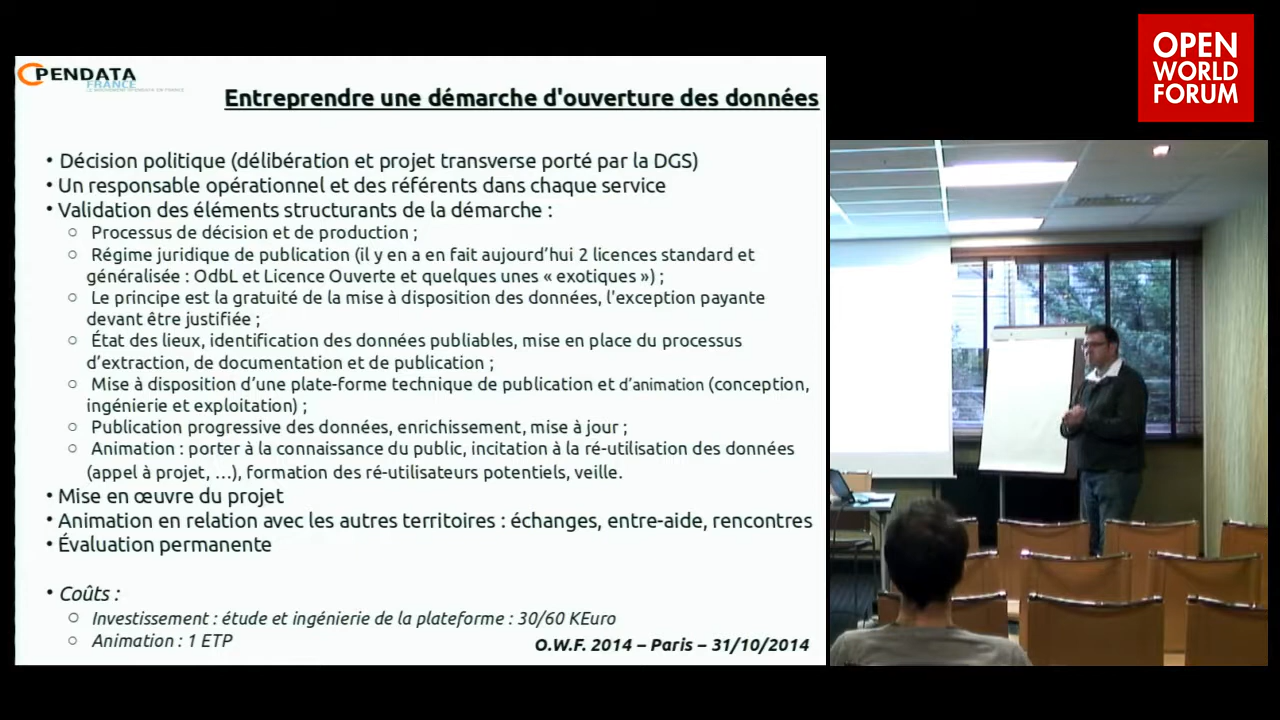 OPEN
WORLD
FORUM
PENDATA
FRANCE
Entreprendre une démarche d'ouverture des données
• Décision politique (délibération et projet transverse porté par la DGS)
• Un responsable opérationnel et des référents dans chaque service
• Validation des éléments structurants de la démarche :
○ Processus de décision et de production ;
○ Régime juridique de publication (il y en a en fait aujourd'hui 2 licences standard et
généralisée : OdbL et Licence Ouverte et quelques unes « exotiques ») ;
○ Le principe est la gratuité de la mise à disposition des données, l'exception payante
devant être justifiée ;
○ État des lieux, identification des données publiables, mise en place du processus
d'extraction, de documentation et de publication ;
○ Mise à disposition d'une plate-forme technique de publication et d'animation (conception,
ingénierie et exploitation) ;
○ Publication progressive des données, enrichissement, mise à jour ;
○ Animation : porter à la connaissance du public, incitation à la ré-utilisation des données
(appel à projet, …), formation des ré-utilisateurs potentiels, veille.
• Mise en œuvre du projet
• Animation en relation avec les autres territoires : échanges, entre-aide, rencontres
• Évaluation permanente
• Coûts :
○ Investissement : étude et ingénierie de la plateforme : 30/60 KEuro
○ Animation : 1 ETP
O.W.F. 2014 – Paris – 31/10/2014